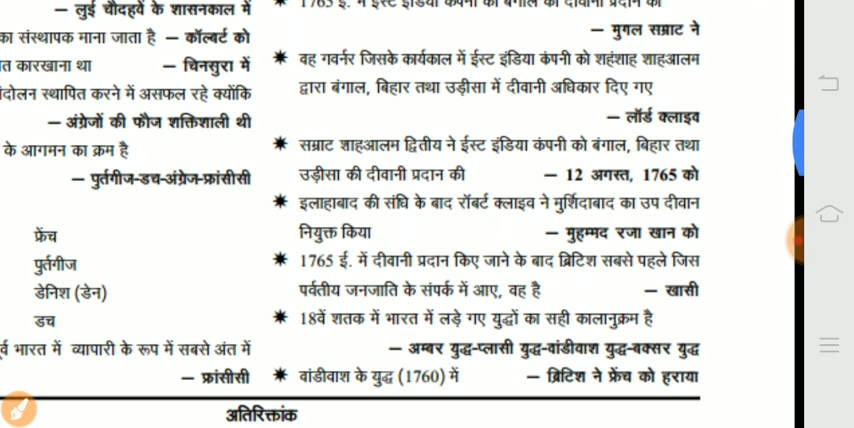 — लुई चौदहवें के शासनकाल में
का संस्थापक माना जाता है — कॉल्बर्ट को
त कारखाना था — चिनसुरा में
दोलन स्थापित करने में असफल रहे क्योंकि
— अंग्रेजों की फौज शक्तिशाली थी
के आगमन का क्रम है
— पुर्तगीज-डच-अंग्रेज-फ्रांसीसी
फ्रेंच
पुर्तगीज
डेनिश (डेन)
डच
र्व भारत में व्यापारी के रूप में सबसे अंत में
— फ्रांसीसी
✷ 1765 ई. में ईस्ट इंडिया कंपनी को बंगाल की दीवानी प्रदान की
— मुगल सम्राट ने
✷ वह गवर्नर जिसके कार्यकाल में ईस्ट इंडिया कंपनी को शहंशाह शाहआलम
द्वारा बंगाल, बिहार तथा उड़ीसा में दीवानी अधिकार दिए गए
— लॉर्ड क्लाइव
✷ सम्राट शाहआलम द्वितीय ने ईस्ट इंडिया कंपनी को बंगाल, बिहार तथा
उड़ीसा की दीवानी प्रदान की — 12 अगस्त, 1765 को
✷ इलाहाबाद की संधि के बाद रॉबर्ट क्लाइव ने मुर्शिदाबाद का उप दीवान
नियुक्त किया — मुहम्मद रजा खान को
✷ 1765 ई. में दीवानी प्रदान किए जाने के बाद ब्रिटिश सबसे पहले जिस
पर्वतीय जनजाति के संपर्क में आए, वह है — खासी
✷ 18वें शतक में भारत में लड़े गए युद्धों का सही कालानुक्रम है
— अम्बर युद्ध-प्लासी युद्ध-वांडीवाश युद्ध-बक्सर युद्ध
✷ वांडीवाश के युद्ध (1760) में — ब्रिटिश ने फ्रेंच को हराया
अतिरिक्तांक